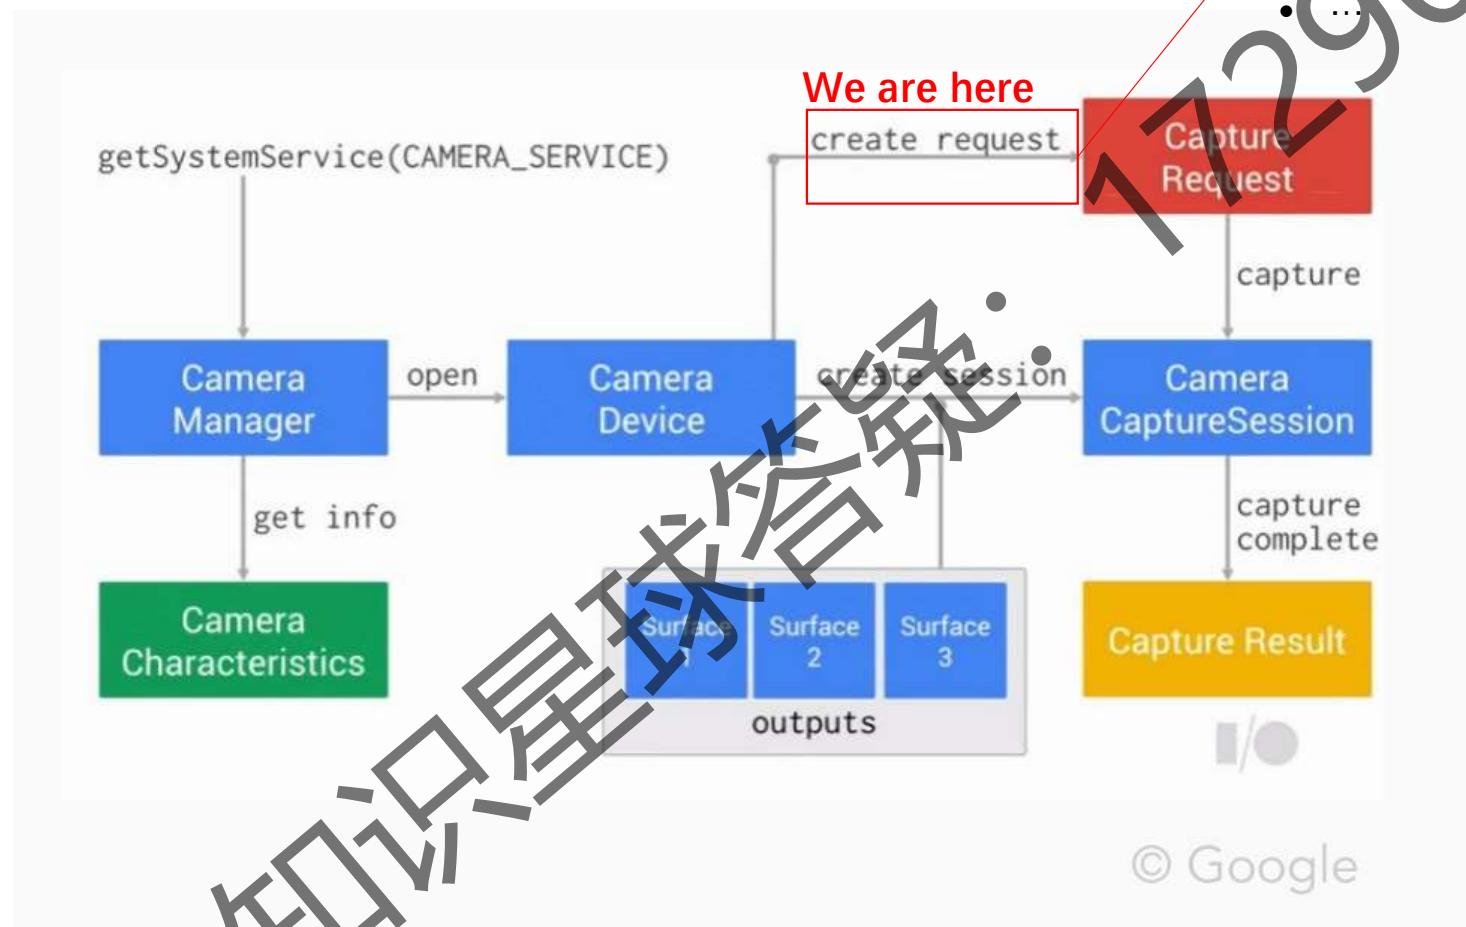 ...
We are here
create request
getSystemService(CAMERA_SERVICE)
Capture
Request
capture
Camera
Manager
open
Camera
Device
create session
Camera
CaptureSession
get info
capture
complete
Camera
Characteristics
Surface
1
Surface
2
Surface
3
outputs
Capture Result
I/O
© Google
知识星球答疑:1729